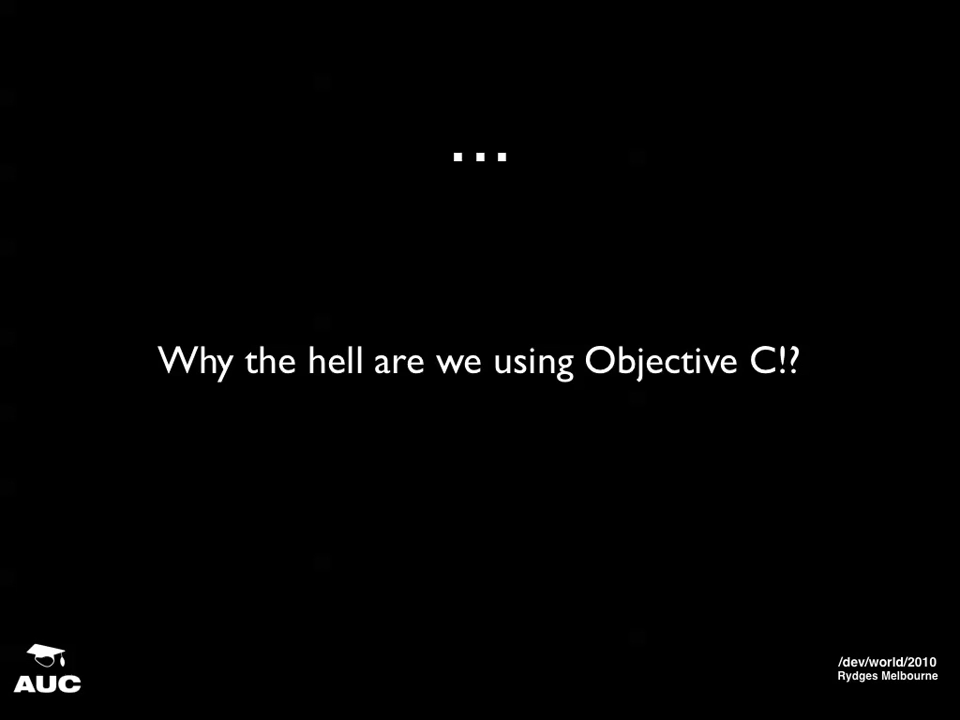 ...
Why the hell are we using Objective C!?
AUC
/dev/world/2010
Rydges Melbourne